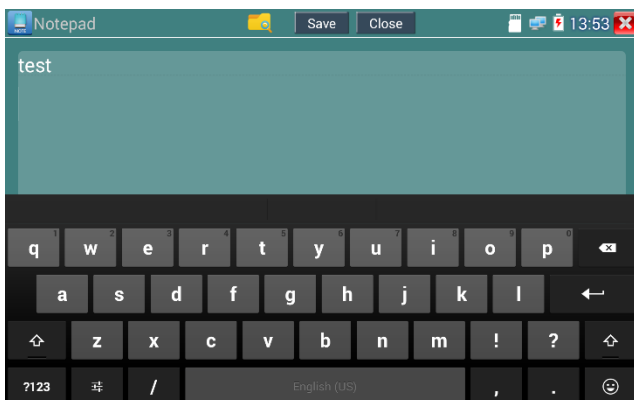 NOTE Notepad Save Close 13:53
test
1 2 3 4 5 6 7 8 9 0
q w e r t y u i o p
a s d f g h j k l
z x c v b n m ! ?
?123 / English (US) , .